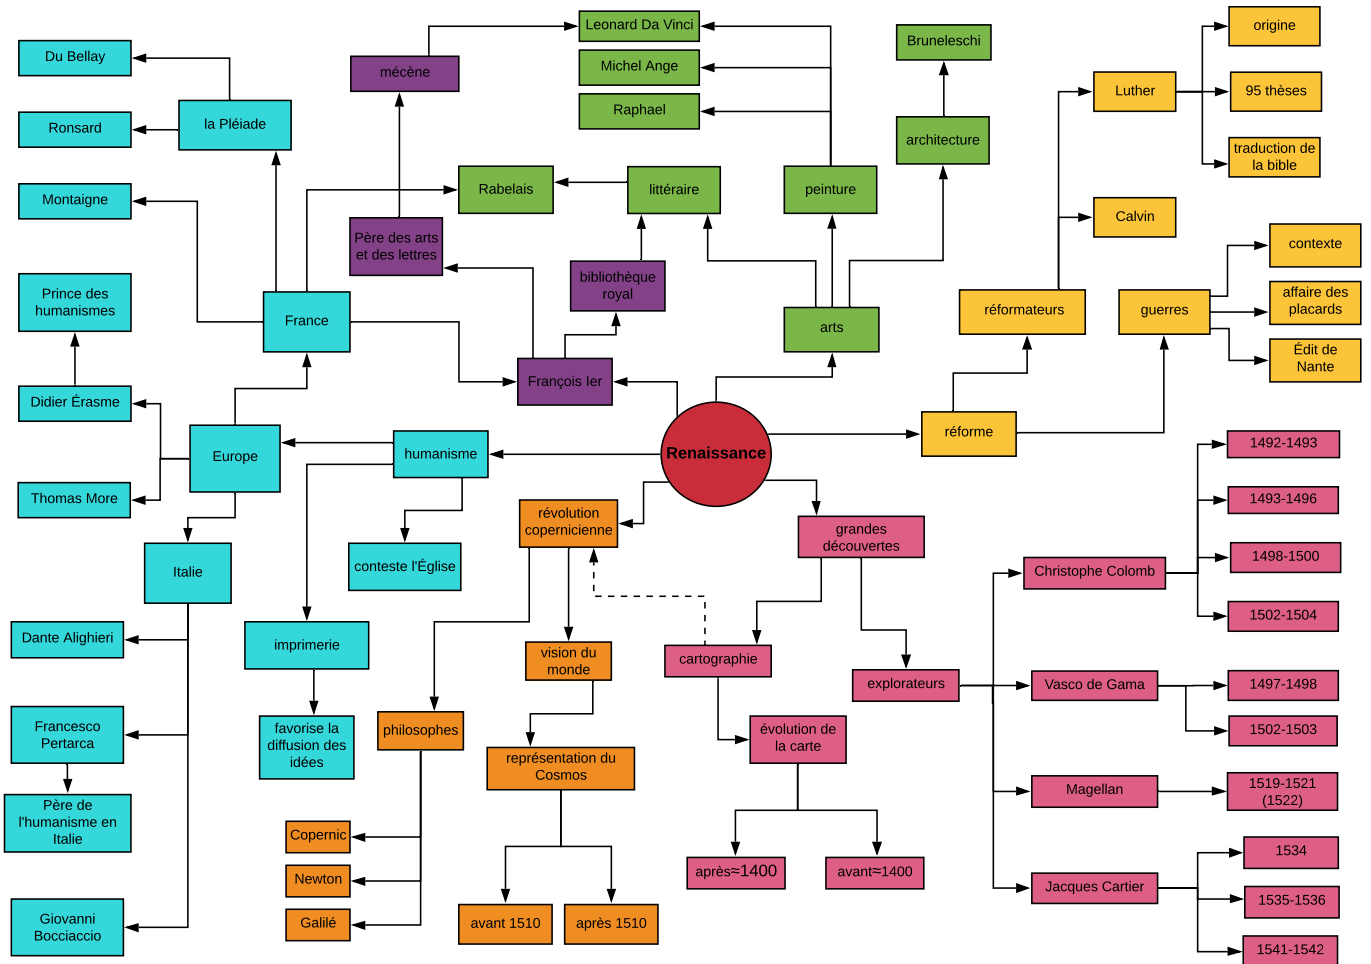 Leonard Da Vinci
Michel Ange
Raphael
Bruneleschi
origine
Luther
95 thèses
traduction de
la bible
Du Bellay
mécène
la Pléiade
Ronsard
architecture
Montaigne
Rabelais
littéraire
peinture
Calvin
Père des arts
et des lettres
bibliothèque
royal
contexte
Prince des
humanismes
France
arts
réformateurs
guerres
affaire des
placards
Édit de
Nante
François Ier
Didier Érasme
Europe
humanisme
Renaissance
réforme
1492-1493
Thomas More
1493-1496
révolution
copernicienne
grandes
découvertes
1498-1500
Italie
conteste l'Église
Christophe Colomb
1502-1504
Dante Alighieri
imprimerie
vision du
monde
cartographie
explorateurs
Vasco de Gama
1497-1498
1502-1503
Francesco
Pertarca
favorise la
diffusion des
idées
philosophes
évolution de
la carte
représentation du
Cosmos
Magellan
1519-1521
(1522)
Père de
l'humanisme en
Italie
Copernic
Newton
Galilé
après≈1400
avant≈1400
Jacques Cartier
1534
1535-1536
1541-1542
Giovanni
Bocciaccio
avant 1510
après 1510